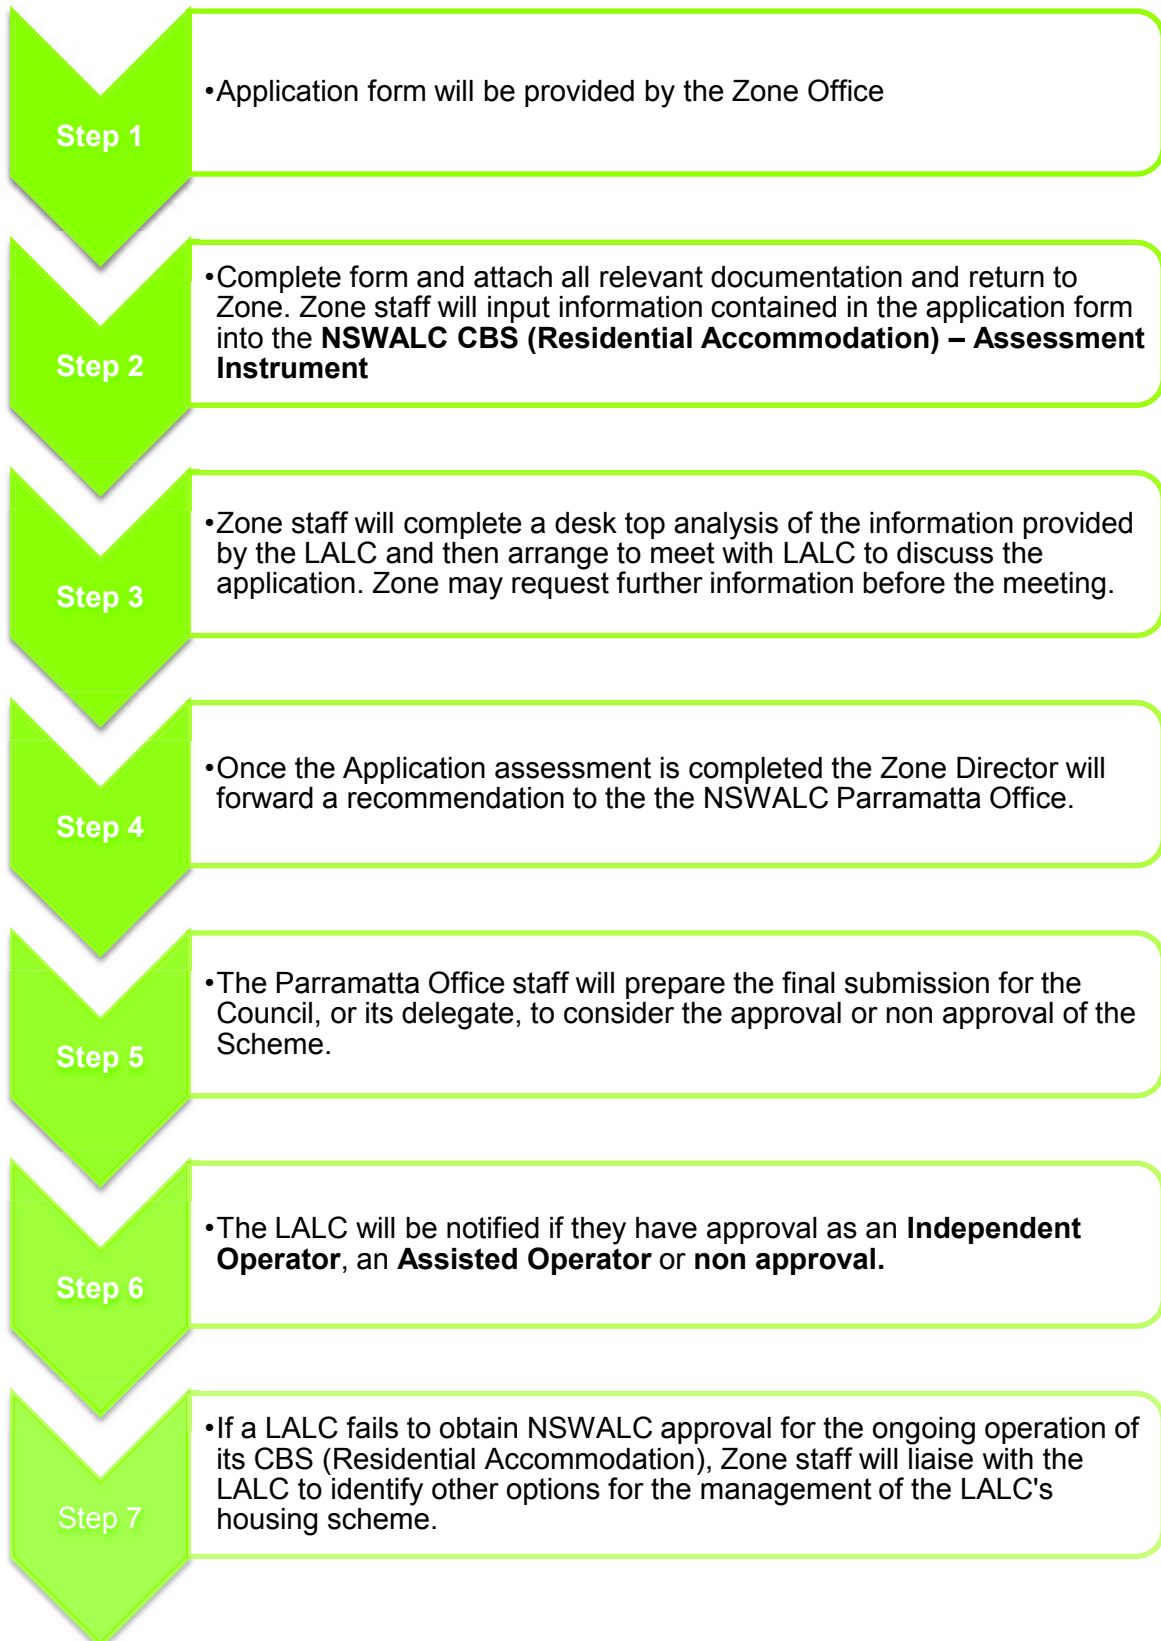 Step 1
•Application form will be provided by the Zone Office
Step 2
•Complete form and attach all relevant documentation and return to
Zone. Zone staff will input information contained in the application form
into the NSWALC CBS (Residential Accommodation) – Assessment
Instrument
Step 3
•Zone staff will complete a desk top analysis of the information provided
by the LALC and then arrange to meet with LALC to discuss the
application. Zone may request further information before the meeting.
Step 4
•Once the Application assessment is completed the Zone Director will
forward a recommendation to the the NSWALC Parramatta Office.
Step 5
•The Parramatta Office staff will prepare the final submission for the
Council, or its delegate, to consider the approval or non approval of the
Scheme.
Step 6
•The LALC will be notified if they have approval as an Independent
Operator, an Assisted Operator or non approval.
Step 7
•If a LALC fails to obtain NSWALC approval for the ongoing operation of
its CBS (Residential Accommodation), Zone staff will liaise with the
LALC to identify other options for the management of the LALC's
housing scheme.